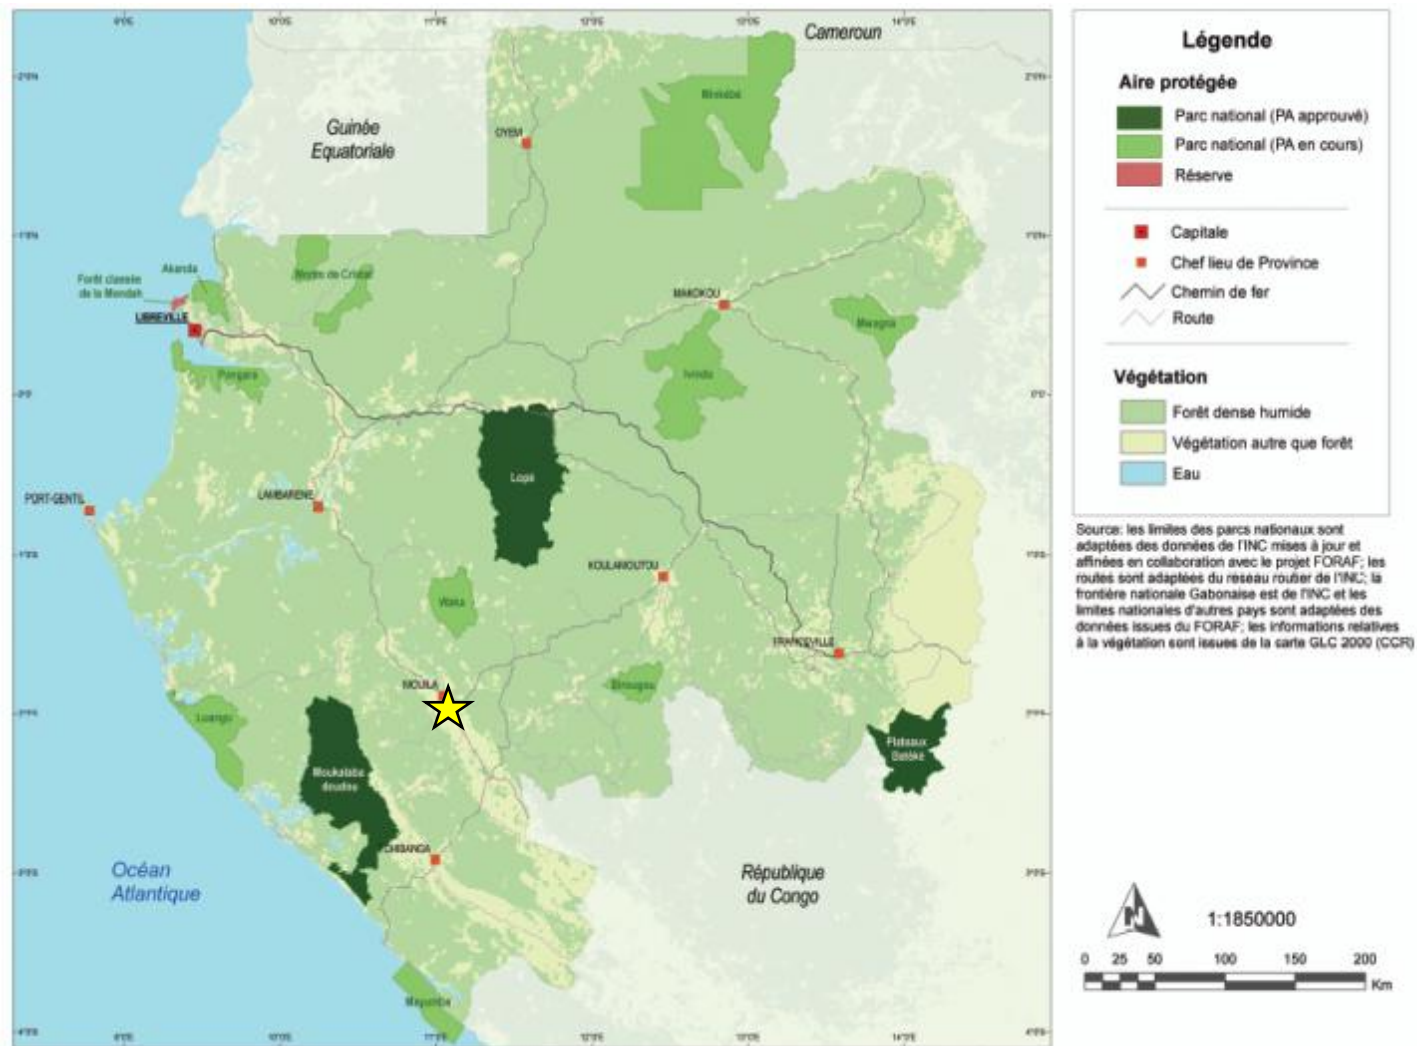 Cameroun
Guinée
Equatoriale
OYEM
Minkébé
Akanda
Forêt classée
de la Mondah
Monts de Cristal
LIBREVILLE
Pongara
MAKOKOU
Mwagna
Ivindo
Lopé
PORT-GENTIL
LAMBARENE
KOULAMOUTOU
Waka
FRANCEVILLE
MOUILA
Birougou
Loango
Moukalaba
doudou
Plateaux
Batéké
TCHIBANGA
Océan
Atlantique
République
du Congo
Mayumba
Légende
Aire protégée
Parc national (PA approuvé)
Parc national (PA en cours)
Réserve
Capitale
Chef lieu de Province
Chemin de fer
Route
Végétation
Forêt dense humide
Végétation autre que forêt
Eau
Source: les limites des parcs nationaux sont
adaptées des données de l'INC mises à jour et
affinées en collaboration avec le projet FORAF; les
routes sont adaptées du réseau routier de l'INC; la
frontière nationale Gabonaise est de l'INC et les
limites nationales d'autres pays sont adaptées des
données issues du FORAF; les informations relatives
à la végétation sont issues de la carte GLC 2000 (CCR)
N
1:1850000
0 25 50 100 150 200
Km